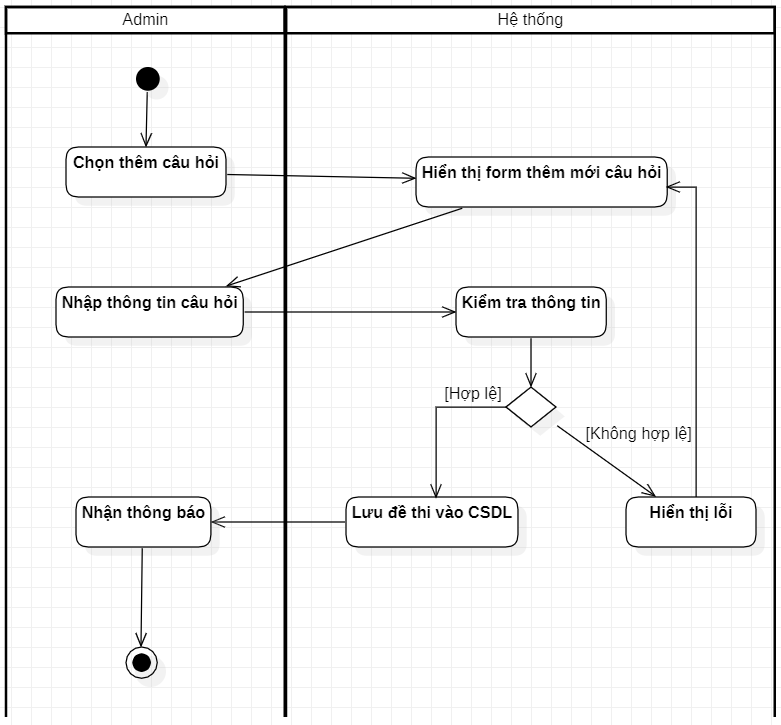 Admin
Hệ thống
Chọn thêm câu hỏi
Hiển thị form thêm mới câu hỏi
Nhập thông tin câu hỏi
Kiểm tra thông tin
[Hợp lệ]
[Không hợp lệ]
Nhận thông báo
Lưu đề thi vào CSDL
Hiển thị lỗi